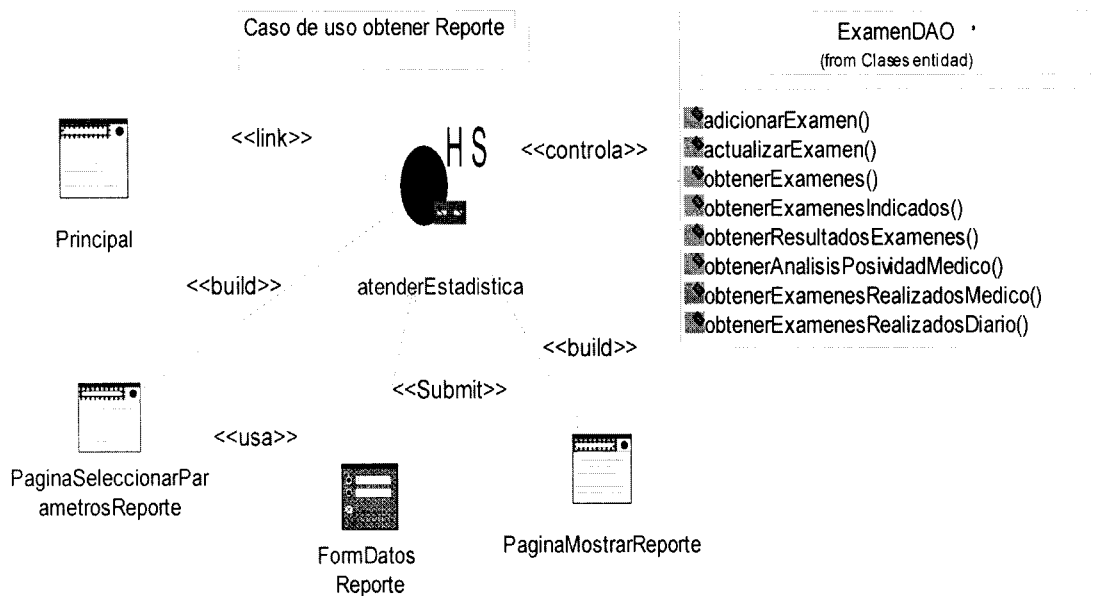 Caso de uso obtener Reporte
ExamenDAO
(from Clases entidad)
<<link>>
H S
<<controla>>
adicionarExamen()
actualizarExamen()
obtenerExamenes()
obtenerExamenesIndicados()
obtenerResultadosExamenes()
obtenerAnalisisPosividadMedico()
obtenerExamenesRealizadosMedico()
obtenerExamenesRealizadosDiario()
Principal
<<build>>
atenderEstadistica
<<build>>
<<Submit>>
<<usa>>
PaginaSeleccionarPar
ametrosReporte
FormDatos
Reporte
PaginaMostrarReporte